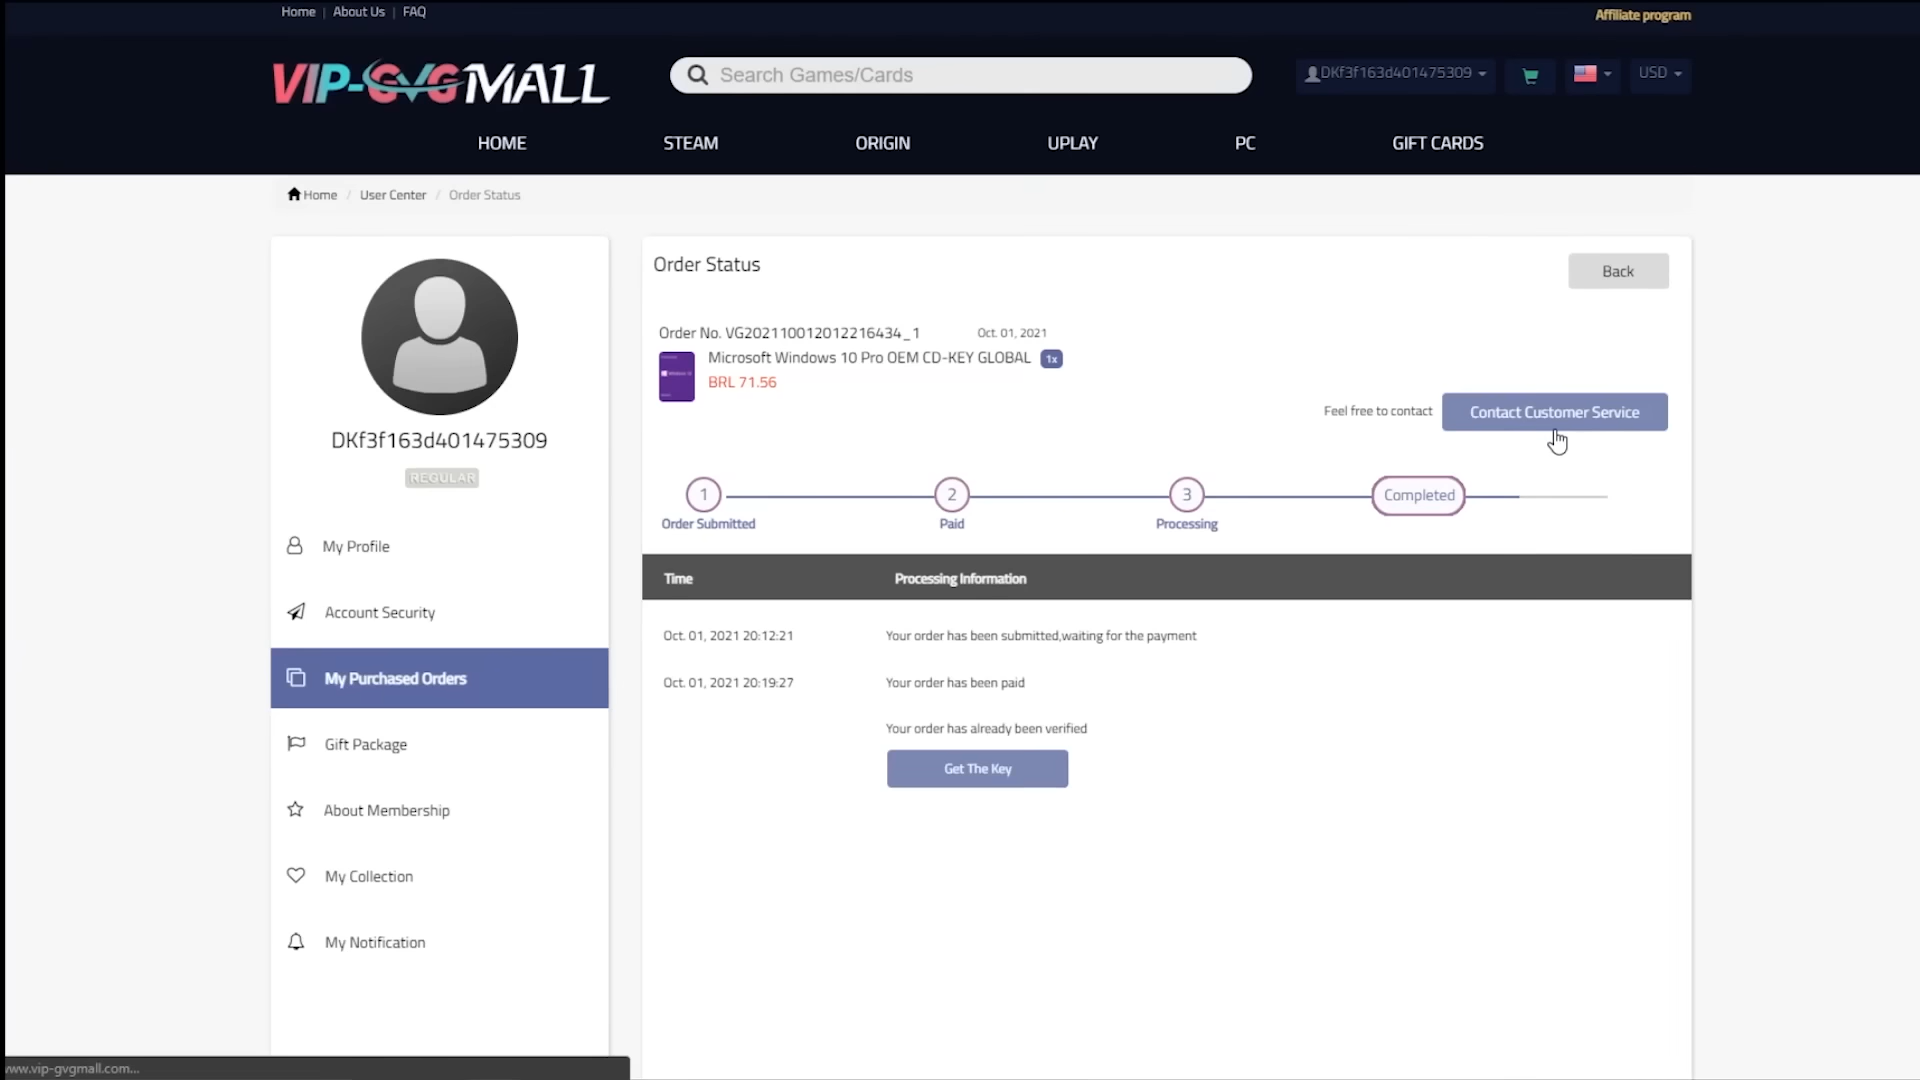 Home | About Us | FAQ
Affiliate program
VIP-GVGMALL
Search Games/Cards
DKf3f163d401475309
USD
HOME
STEAM
ORIGIN
UPLAY
PC
GIFT CARDS
Home / User Center / Order Status
DKf3f163d401475309
REGULAR
My Profile
Account Security
My Purchased Orders
Gift Package
About Membership
My Collection
My Notification
Order Status
Back
Order No. VG202110012012216434_1
Oct. 01, 2021
Microsoft Windows 10 Pro OEM CD-KEY GLOBAL
1x
BRL 71.56
Feel free to contact
Contact Customer Service
1
2
3
Completed
Order Submitted
Paid
Processing
Time
Processing Information
Oct. 01, 2021 20:12:21
Your order has been submitted,waiting for the payment
Oct. 01, 2021 20:19:27
Your order has been paid
Your order has already been verified
Get The Key
www.vip-gvgmall.com...